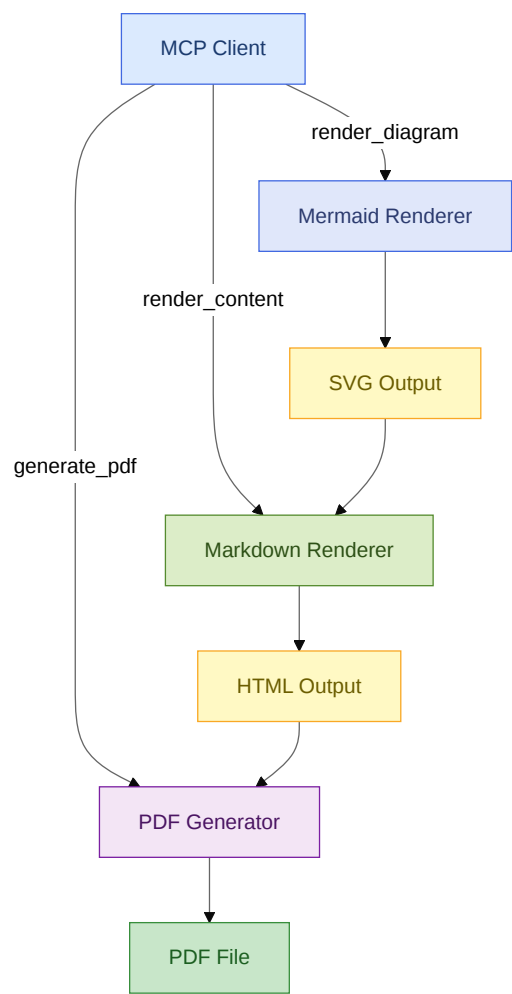 MCP Client
render_diagram
Mermaid Renderer
render_content
SVG Output
generate_pdf
Markdown Renderer
HTML Output
PDF Generator
PDF File